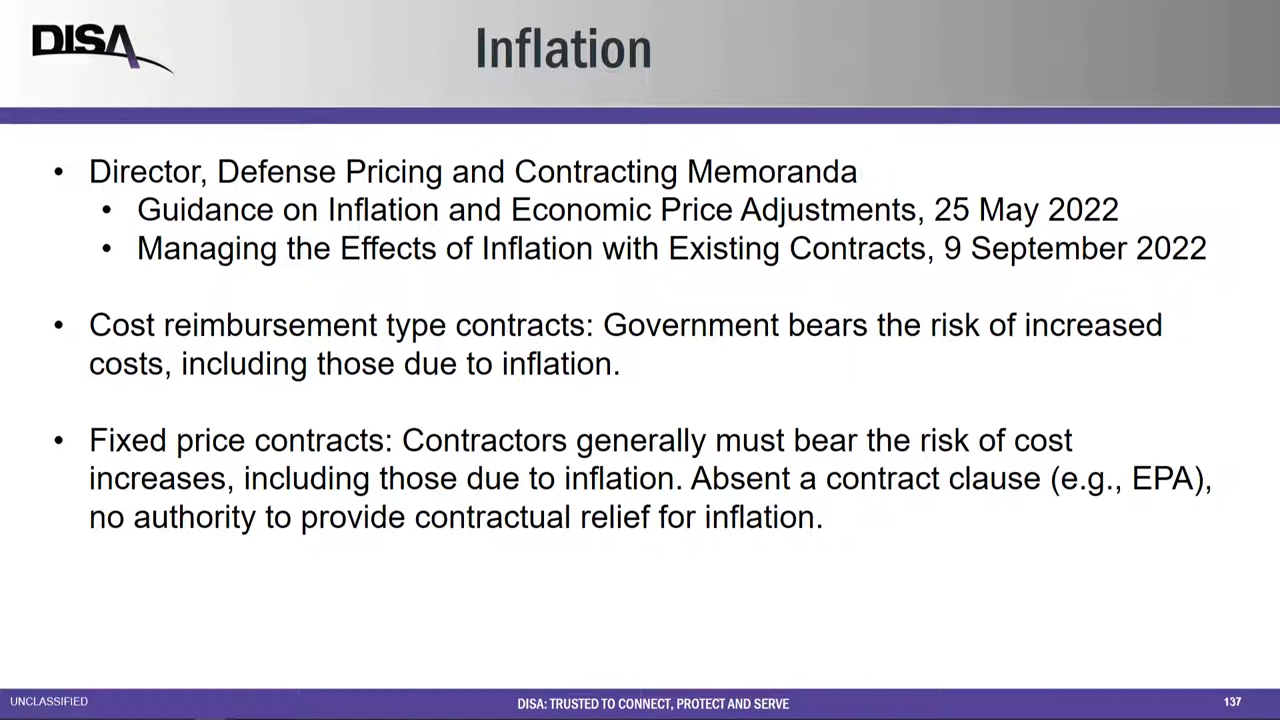 DISA
Inflation
• Director, Defense Pricing and Contracting Memoranda
• Guidance on Inflation and Economic Price Adjustments, 25 May 2022
• Managing the Effects of Inflation with Existing Contracts, 9 September 2022
• Cost reimbursement type contracts: Government bears the risk of increased
costs, including those due to inflation.
• Fixed price contracts: Contractors generally must bear the risk of cost
increases, including those due to inflation. Absent a contract clause (e.g., EPA),
no authority to provide contractual relief for inflation.
UNCLASSIFIED
DISA: TRUSTED TO CONNECT, PROTECT AND SERVE
137